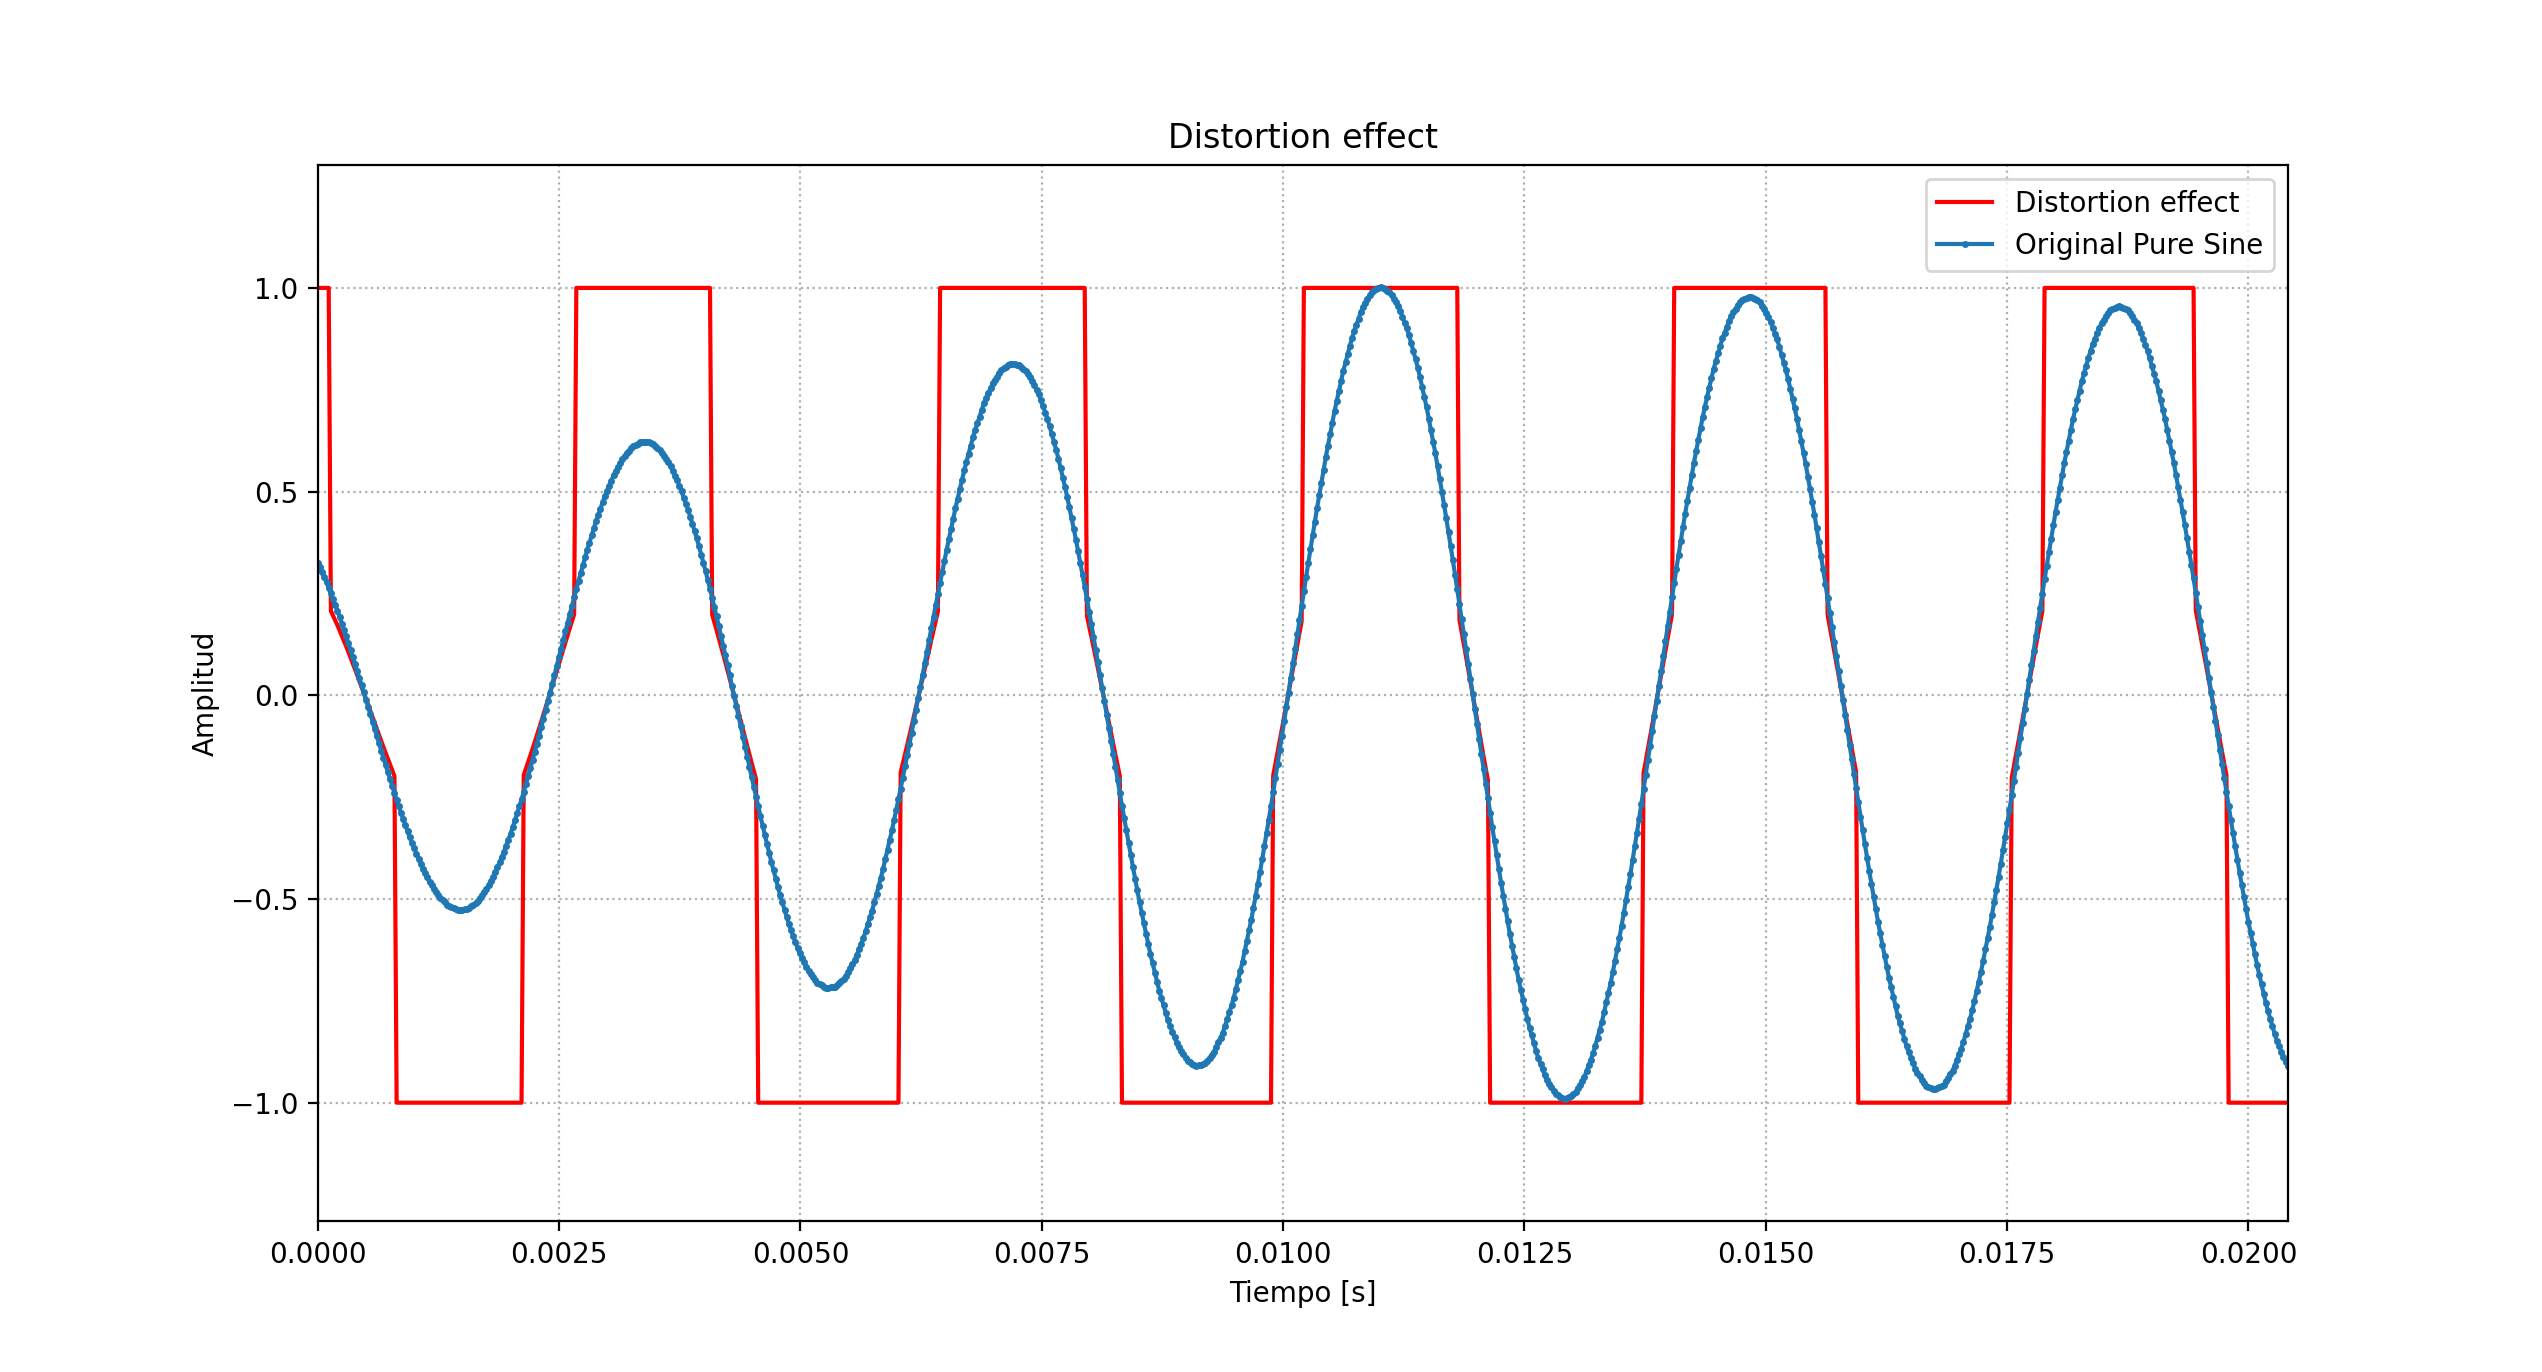 Distortion effect
Distortion effect
Original Pure Sine
1.0
0.5
0.0
−0.5
−1.0
Amplitud
0.0000 0.0025 0.0050 0.0075 0.0100 0.0125 0.0150 0.0175 0.0200
Tiempo [s]